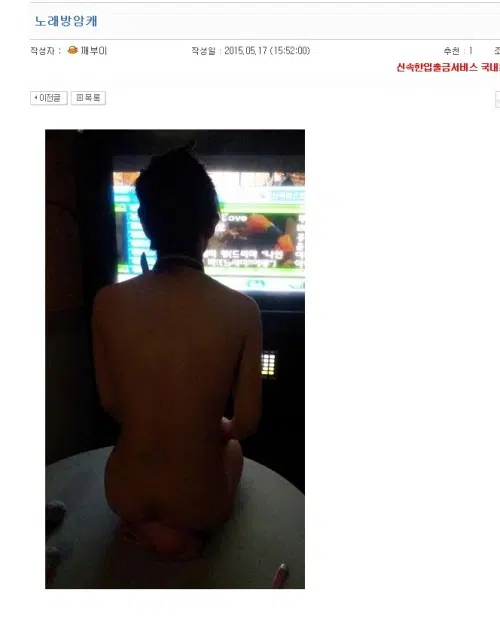 노래방암캐
작성자 : 깨부이 작성일 : 2015.05.17 (15:52:00) 추천 : 1 조
신속한입출금서비스 국내
이전글 목록
Love